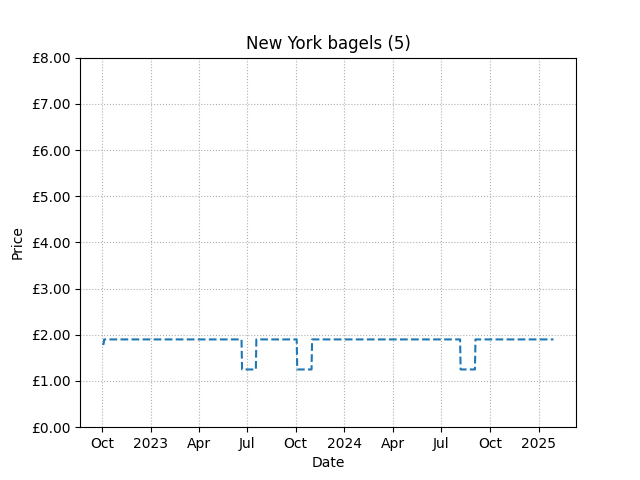 New York bagels (5)
£8.00
£7.00
£6.00
£5.00
£4.00
£3.00
£2.00
£1.00
£0.00
Price
Oct 2023 Apr Jul Oct 2024 Apr Jul Oct 2025
Date